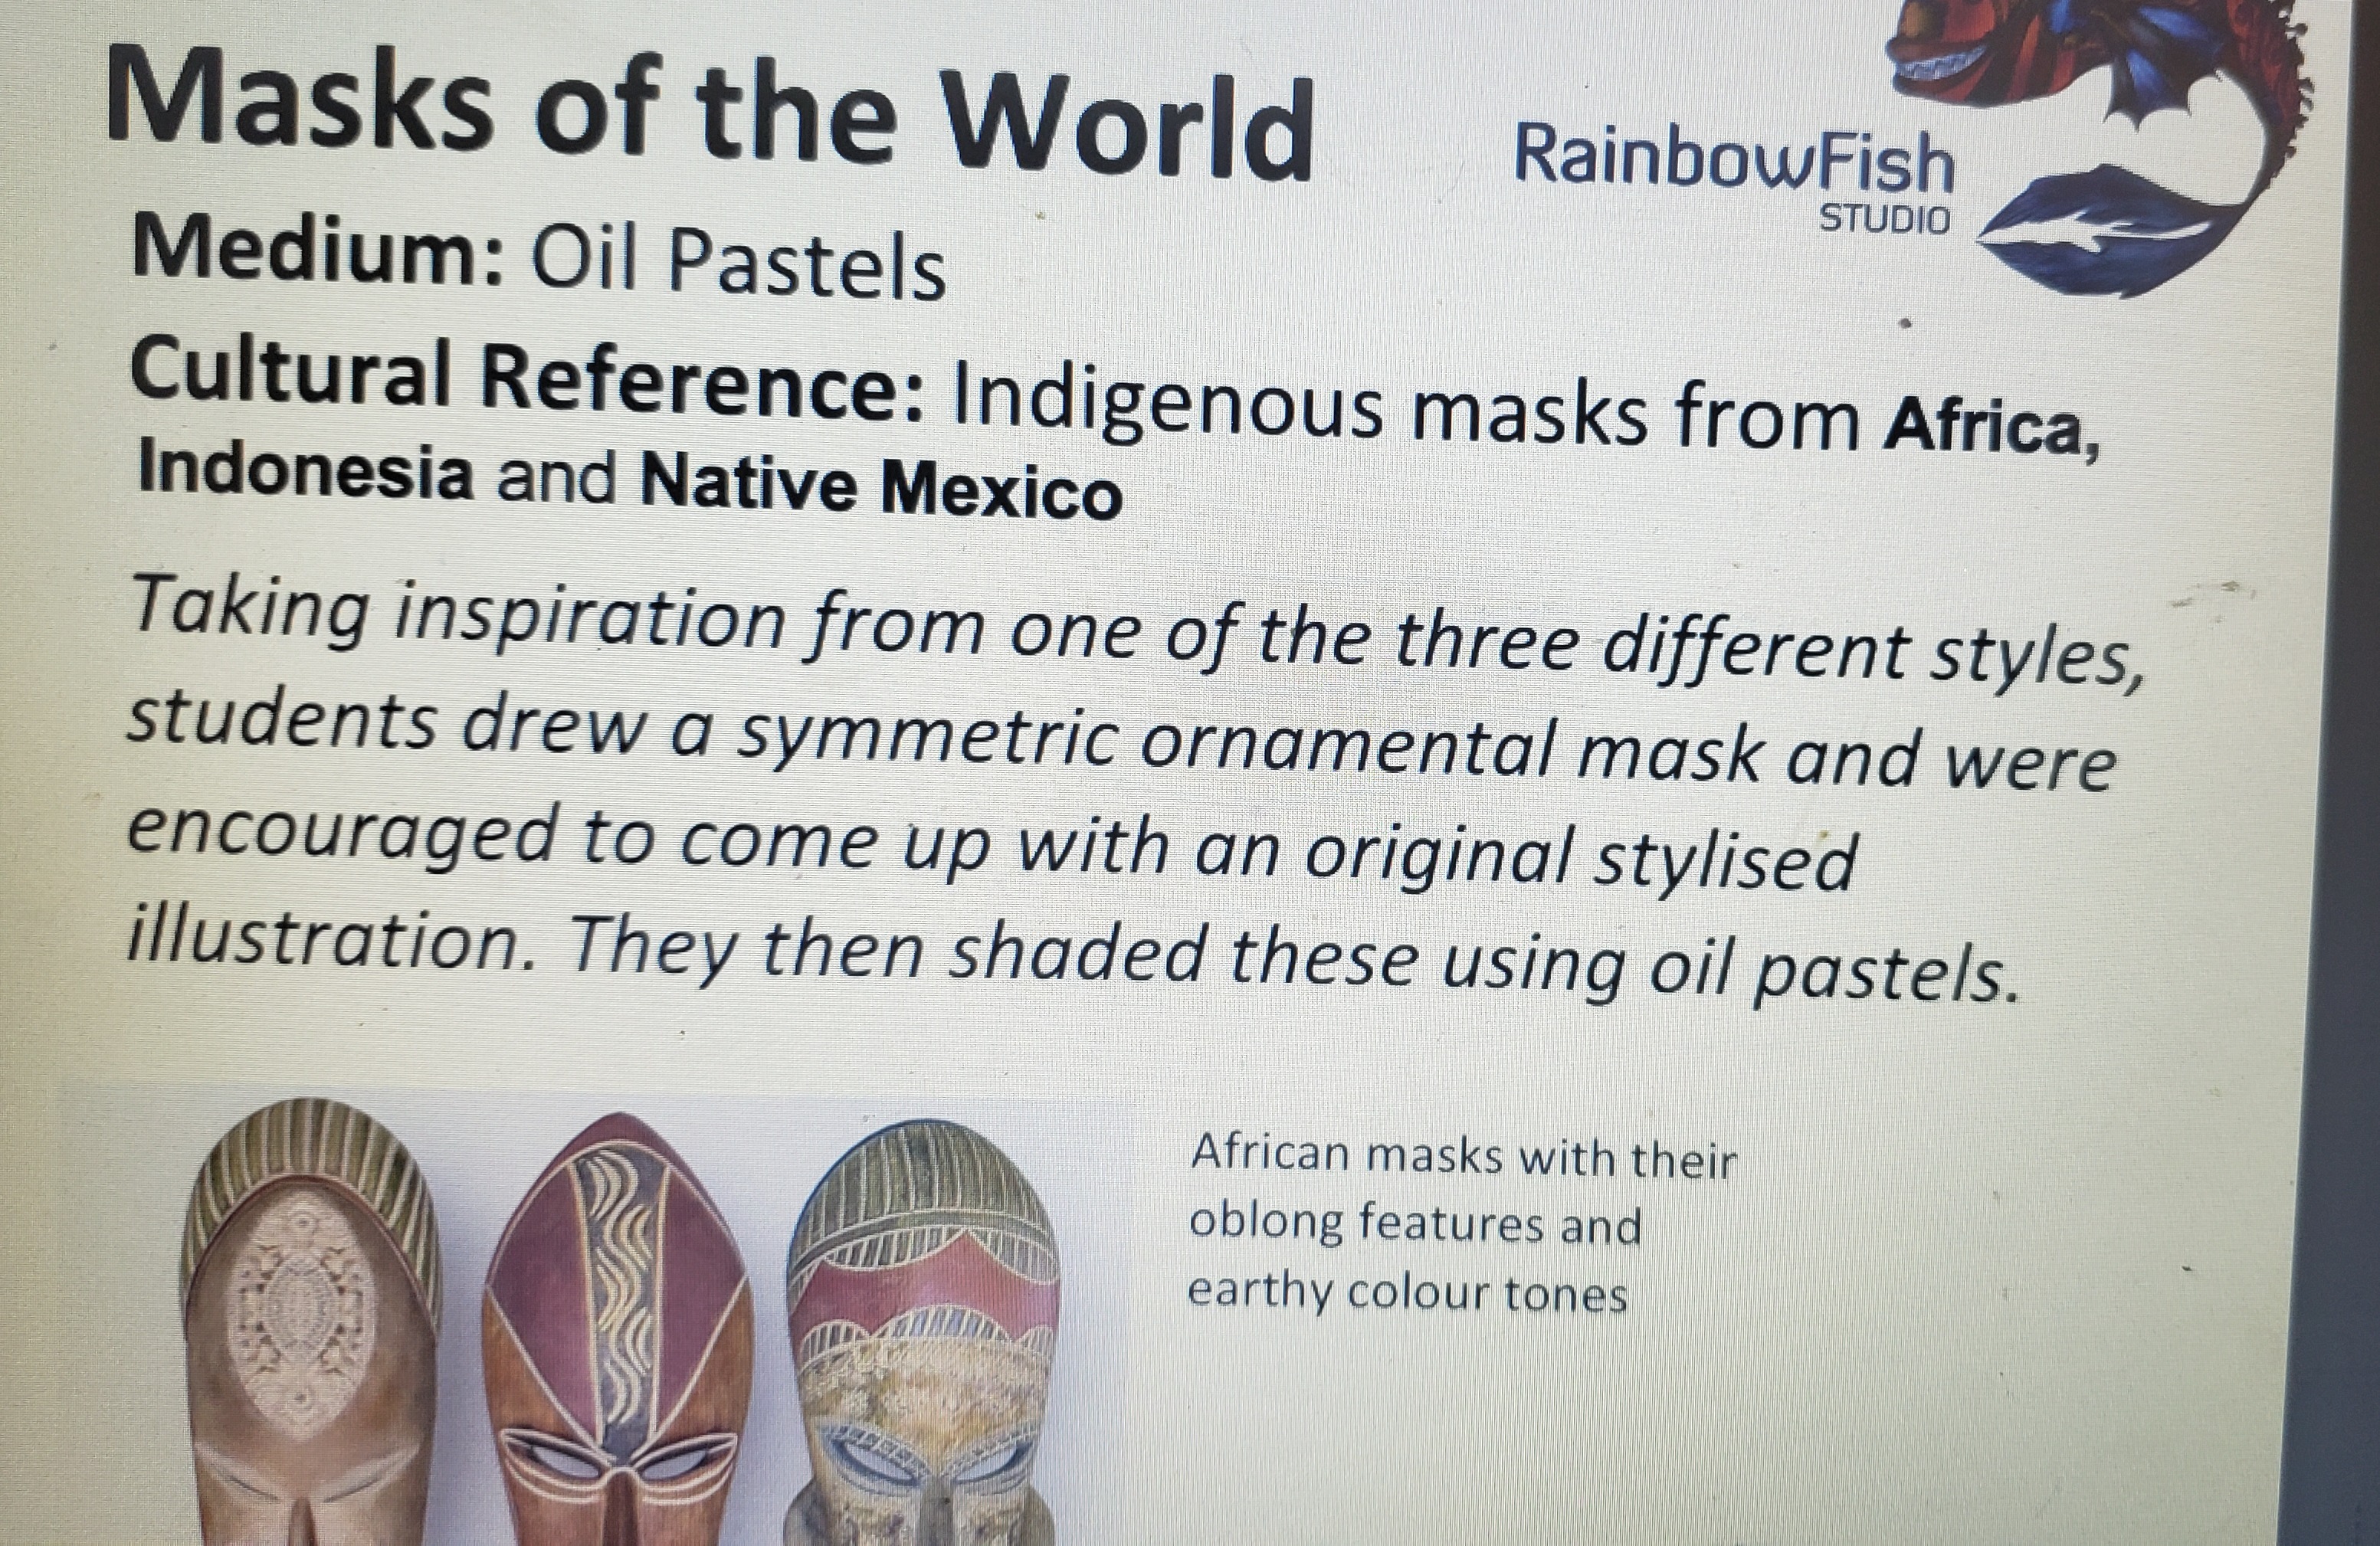 Masks of the World
RainbowFish
STUDIO
Medium: Oil Pastels
Cultural Reference: Indigenous masks from Africa,
Indonesia and Native Mexico
Taking inspiration from one of the three different styles,
students drew a symmetric ornamental mask and were
encouraged to come up with an original stylised
illustration. They then shaded these using oil pastels.
African masks with their
oblong features and
earthy colour tones